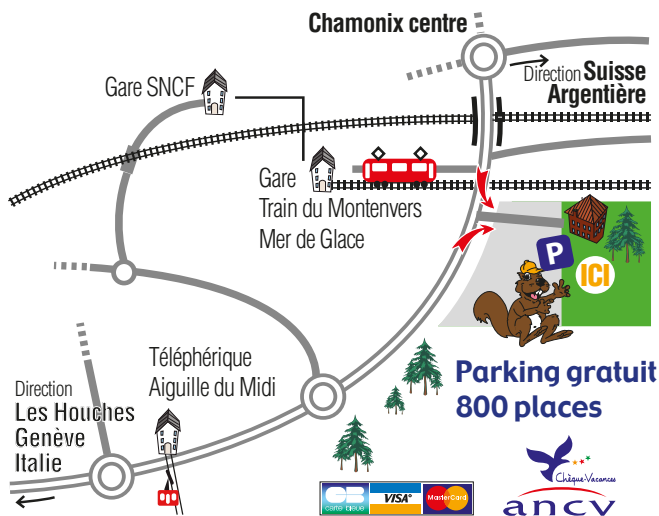 Chamonix centre
Direction Suisse
Argentière
Gare SNCF
Gare
Train du Montenvers
Mer de Glace
P
ICI
Téléphérique
Aiguille du Midi
Direction
Les Houches
Genève
Italie
Parking gratuit
800 places
CB
carte bleue
VISA
MasterCard
Chèque-Vacances
ancv